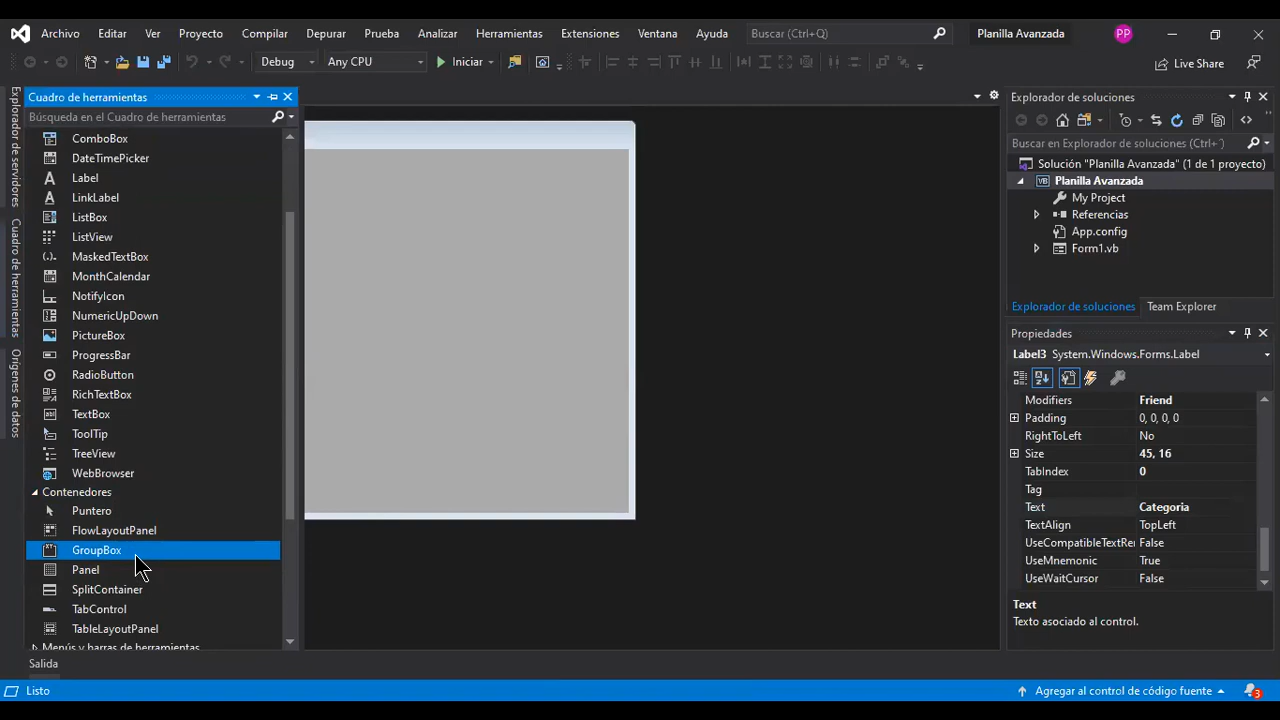 Archivo Editar Ver Proyecto Compilar Depurar Prueba Analizar Herramientas Extensiones Ventana Ayuda Buscar (Ctrl+Q) Planilla Avanzada PP
Debug Any CPU Iniciar Live Share
Explorador de servidores
Cuadro de herramientas
Orígenes de datos
Cuadro de herramientas
Búsqueda en el Cuadro de herramientas
ComboBox
DateTimePicker
Label
LinkLabel
ListBox
ListView
MaskedTextBox
MonthCalendar
NotifyIcon
NumericUpDown
PictureBox
ProgressBar
RadioButton
RichTextBox
TextBox
ToolTip
TreeView
WebBrowser
Contenedores
Puntero
FlowLayoutPanel
GroupBox
Panel
SplitContainer
TabControl
TableLayoutPanel
Menús y barras de herramientas
Explorador de soluciones
Buscar en Explorador de soluciones (Ctrl+
Solución "Planilla Avanzada" (1 de 1 proyecto)
VB Planilla Avanzada
My Project
Referencias
App.config
Form1.vb
Explorador de soluciones Team Explorer
Propiedades
Label3 System.Windows.Forms.Label
Modifiers Friend
Padding 0, 0, 0, 0
RightToLeft No
Size 45, 16
TabIndex 0
Tag
Text Categoria
TextAlign TopLeft
UseCompatibleTextRei False
UseMnemonic True
UseWaitCursor False
Text
Texto asociado al control.
Salida
Listo Agregar al control de código fuente 3